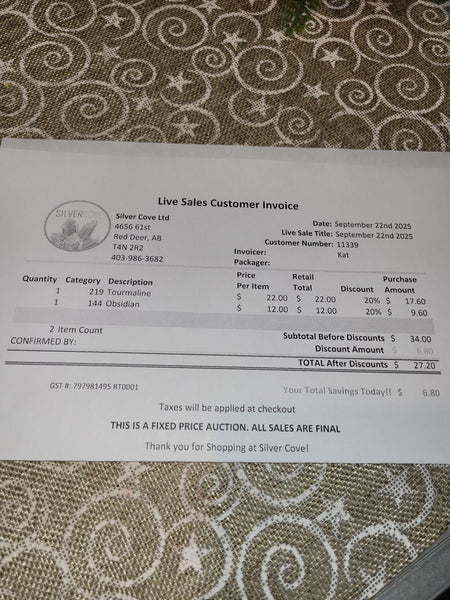 Live Sales Customer Invoice
SILVERCOVE
Silver Cove Ltd
4656 61st
Red Deer, AB
T4N 2R2
403-986-3682
Date: September 22nd 2025
Live Sale Title: September 22nd 2025
Customer Number: 11339
Invoicer: Kat
Packager:
Quantity Category Description Price Per Item Retail Total Discount Purchase Amount
1 219 Tourmaline $ 22.00 $ 22.00 20% $ 17.60
1 144 Obsidian $ 12.00 $ 12.00 20% $ 9.60
2 Item Count
Subtotal Before Discounts $ 34.00
CONFIRMED BY:
Discount Amount $ 6.80
TOTAL After Discounts $ 27.20
GST #: 797981495 RT0001
Your Total Savings Today!! $ 6.80
Taxes will be applied at checkout
THIS IS A FIXED PRICE AUCTION. ALL SALES ARE FINAL
Thank you for Shopping at Silver Cove!